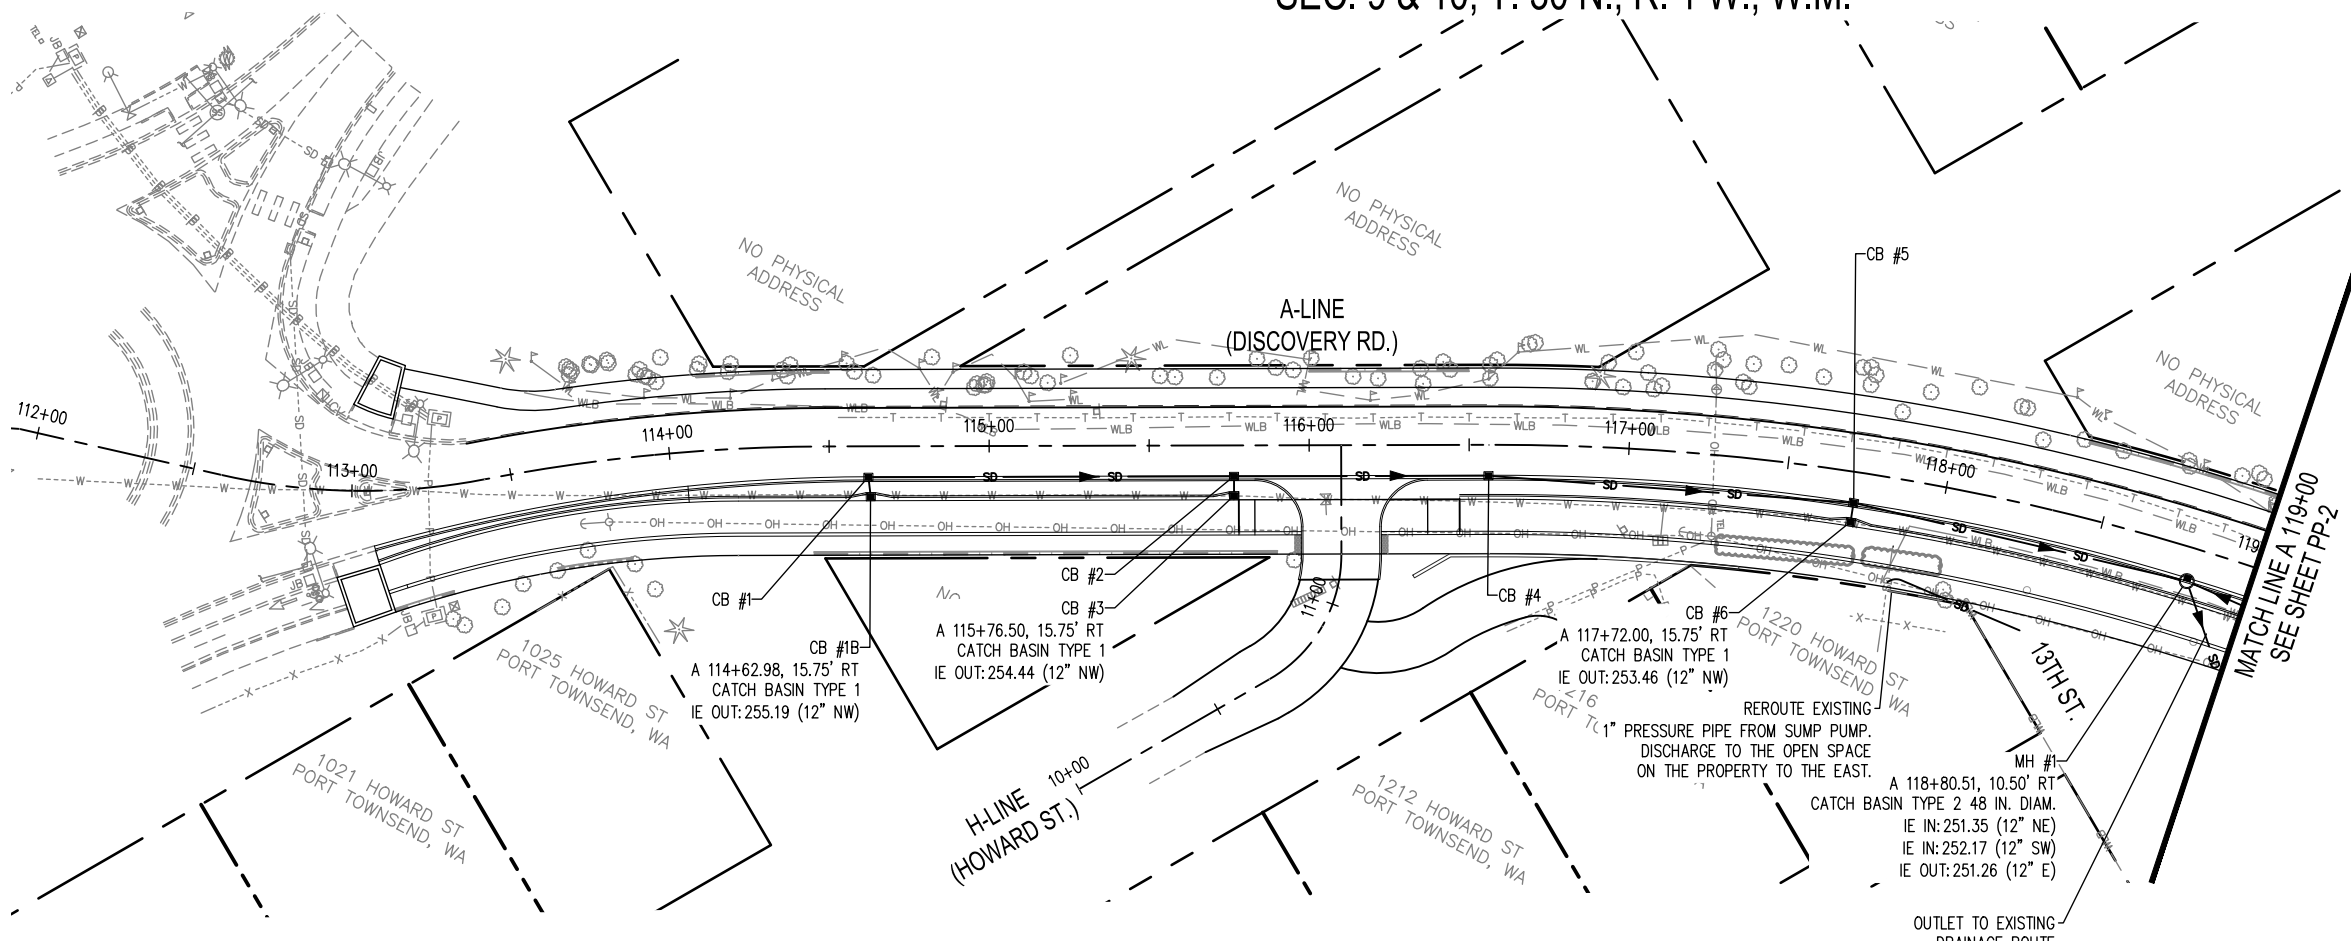 SEC. 9 & 10, T. 30 N., R. 1 W., W.M.
NO PHYSICAL
ADDRESS
NO PHYSICAL
ADDRESS
CB #5
A-LINE
(DISCOVERY RD.)
NO PHYSICAL
ADDRESS
112+00
113+00
114+00
115+00
116+00
117+00
118+00
MATCH LINE A 119+00
SEE SHEET PP-2
CB #1
CB #1B
A 114+62.98, 15.75' RT
CATCH BASIN TYPE 1
IE OUT:255.19 (12" NW)
CB #2
CB #3
A 115+76.50, 15.75' RT
CATCH BASIN TYPE 1
IE OUT:254.44 (12" NW)
11+00
CB #4
CB #6
A 117+72.00, 15.75' RT
CATCH BASIN TYPE 1
IE OUT:253.46 (12" NW)
1220 HOWARD ST
PORT TOWNSEND, WA
13TH ST.
1025 HOWARD ST
PORT TOWNSEND, WA
1021 HOWARD ST
PORT TOWNSEND, WA
REROUTE EXISTING
1" PRESSURE PIPE FROM SUMP PUMP.
DISCHARGE TO THE OPEN SPACE
ON THE PROPERTY TO THE EAST.
10+00
H-LINE
(HOWARD ST.)
1212 HOWARD ST
PORT TOWNSEND, WA
MH #1
A 118+80.51, 10.50' RT
CATCH BASIN TYPE 2 48 IN. DIAM.
IE IN:251.35 (12" NE)
IE IN:252.17 (12" SW)
IE OUT:251.26 (12" E)
OUTLET TO EXISTING
DRAINAGE ROUTE